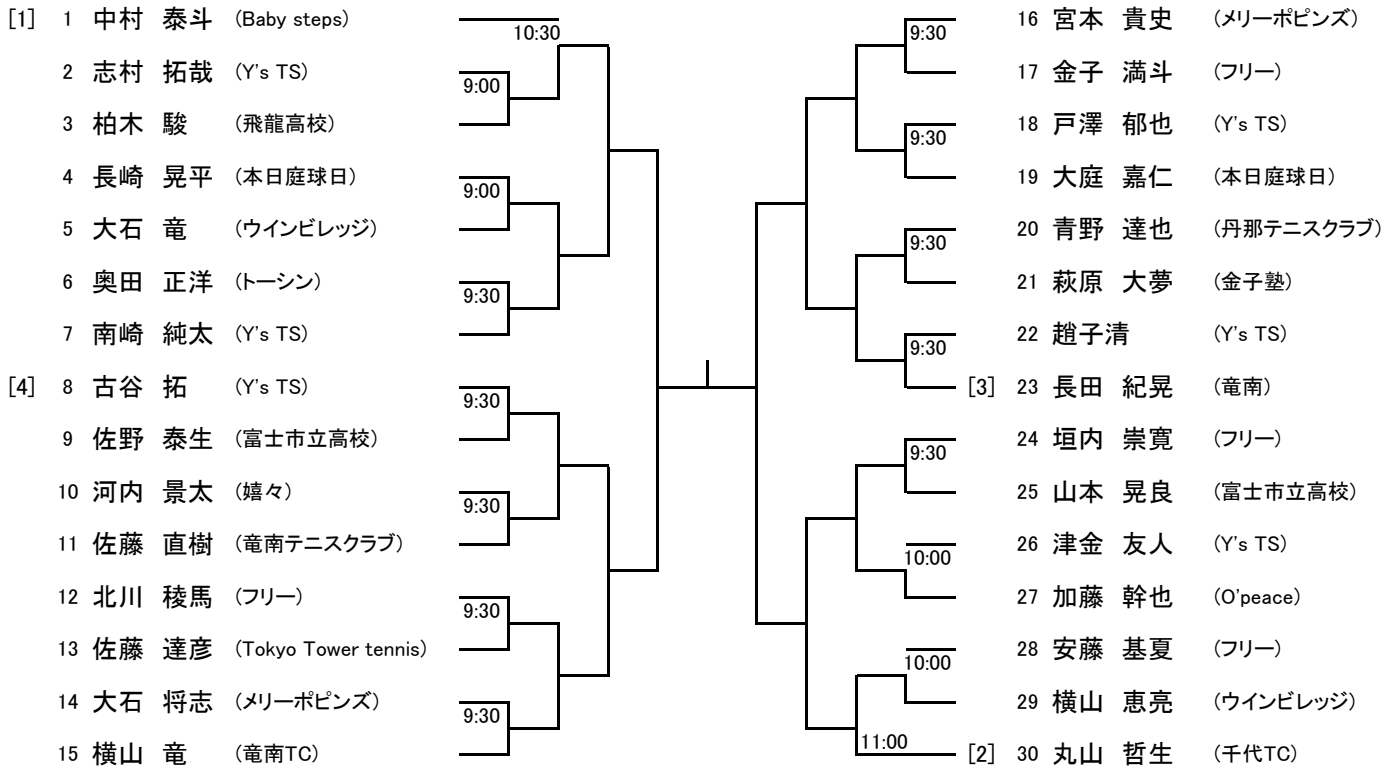 [1] 1 中村 泰斗 (Baby steps)
10:30
2 志村 拓哉 (Y's TS)
9:00
3 柏木 駿 (飛龍高校)
4 長崎 晃平 (本日庭球日)
9:00
5 大石 竜 (ウインビレッジ)
6 奥田 正洋 (トーシン)
9:30
7 南崎 純太 (Y's TS)
[4] 8 古谷 拓 (Y's TS)
9:30
9 佐野 泰生 (富士市立高校)
10 河内 景太 (嬉々)
9:00
11 佐藤 直樹 (竜南テニスクラブ)
12 北川 稜馬 (フリー)
9:30
13 佐藤 達彦 (Tokyo Tower tennis)
14 大石 将志 (メリーポピンズ)
9:30
15 横山 竜 (竜南TC)
16 宮本 貴史 (メリーポピンズ)
9:30
17 金子 満斗 (フリー)
18 戸澤 郁也 (Y's TS)
9:30
19 大庭 嘉仁 (本日庭球日)
20 青野 達也 (丹那テニスクラブ)
9:30
21 萩原 大夢 (金子塾)
22 趙子清 (Y's TS)
9:30
[3] 23 長田 紀晃 (竜南)
24 垣内 崇寛 (フリー)
9:30
25 山本 晃良 (富士市立高校)
26 津金 友人 (Y's TS)
10:00
27 加藤 幹也 (O'peace)
28 安藤 基夏 (フリー)
10:00
29 横山 恵亮 (ウインビレッジ)
11:00
[2] 30 丸山 哲生 (千代TC)